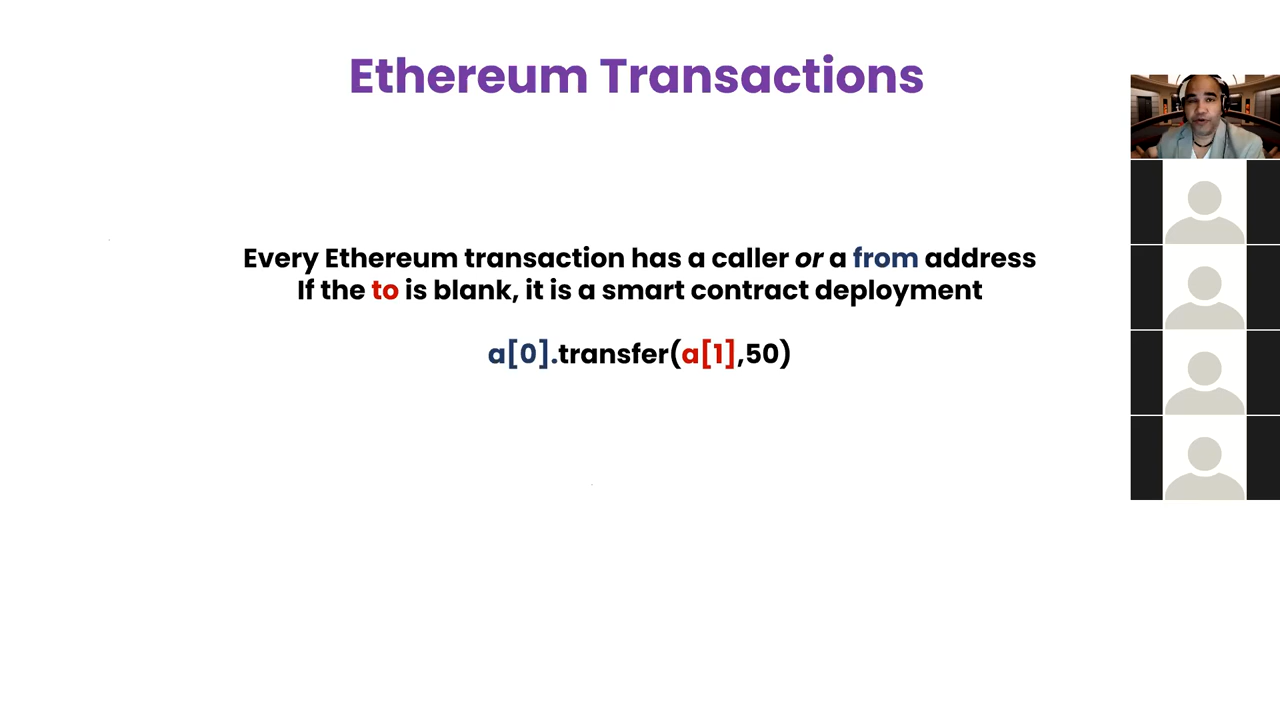 Ethereum Transactions
Every Ethereum transaction has a caller or a from address
If the to is blank, it is a smart contract deployment
a[0].transfer(a[1],50)